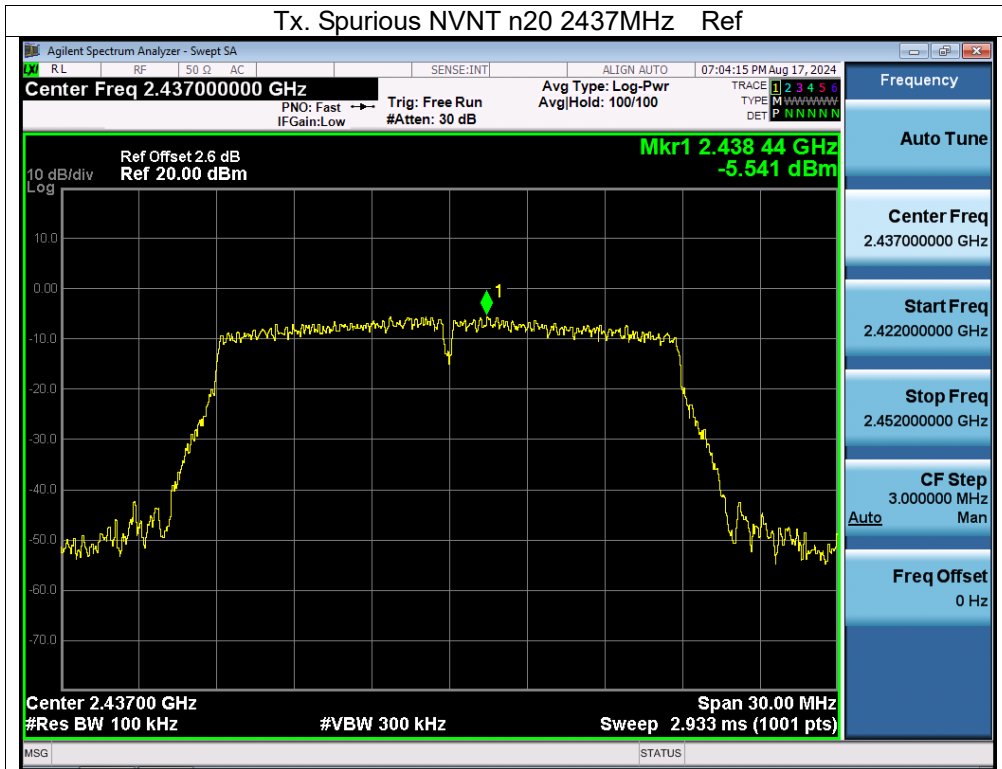 Tx. Spurious NVNT n20 2437MHz Ref
Agilent Spectrum Analyzer - Swept SA
LXI RL RF 50 Ω AC SENSE:INT ALIGN AUTO 07:04:15 PM Aug 17, 2024
Center Freq 2.437000000 GHz
PNO: Fast
IFGain:Low
Trig: Free Run
#Atten: 30 dB
Avg Type: Log-Pwr
Avg|Hold: 100/100
TRACE 1 2 3 4 5 6
TYPE M WWWWW
DET P N N N N N
Frequency
Auto Tune
Center Freq
2.437000000 GHz
Start Freq
2.422000000 GHz
Stop Freq
2.452000000 GHz
CF Step
3.000000 MHz
Auto Man
Freq Offset
0 Hz
Mkr1 2.438 44 GHz
-5.541 dBm
Ref Offset 2.6 dB
10 dB/div Ref 20.00 dBm
Log
10.0
0.00
-10.0
-20.0
-30.0
-40.0
-50.0
-60.0
-70.0
1
Center 2.43700 GHz Span 30.00 MHz
#Res BW 100 kHz #VBW 300 kHz Sweep 2.933 ms (1001 pts)
MSG STATUS